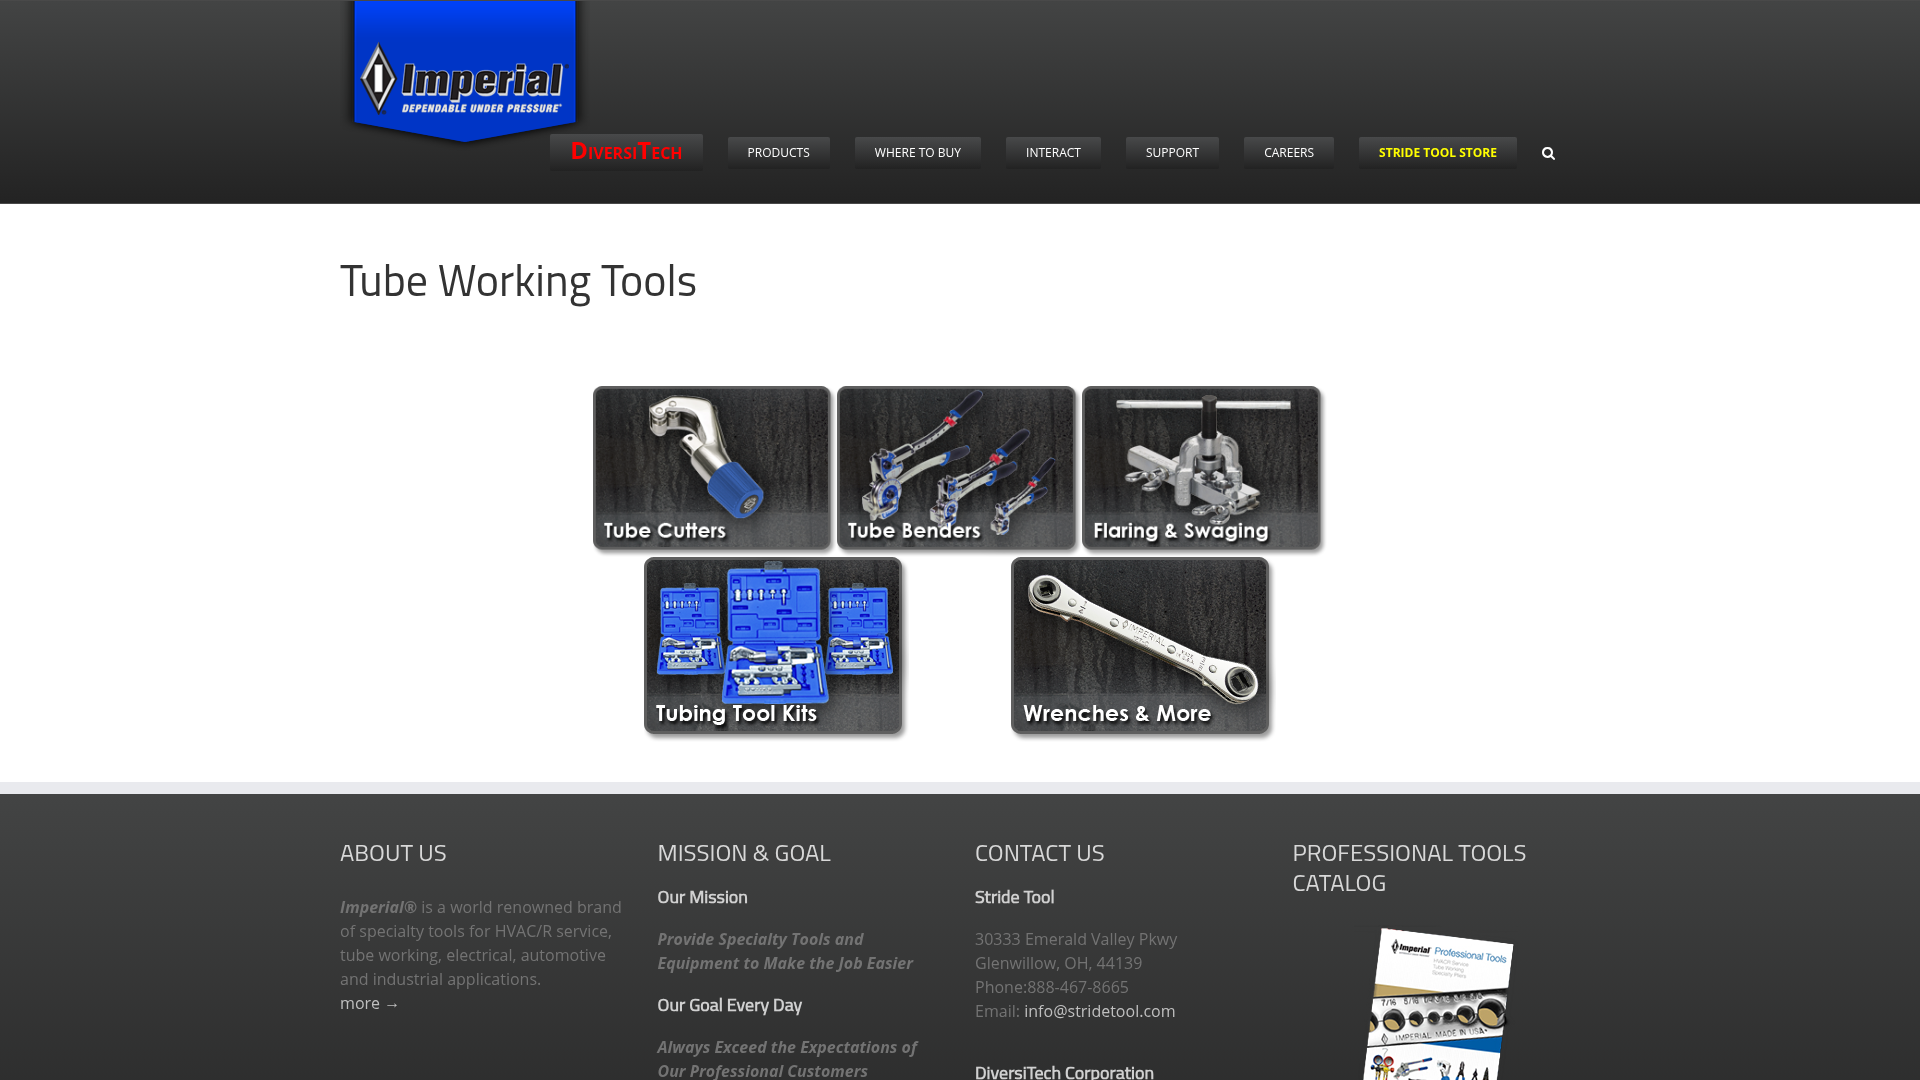 Imperial
DEPENDABLE UNDER PRESSURE
DIVERSITECH
PRODUCTS
WHERE TO BUY
INTERACT
SUPPORT
CAREERS
STRIDE TOOL STORE
Tube Working Tools
Tube Cutters
Tube Benders
Flaring & Swaging
Tubing Tool Kits
IMPERIAL
Wrenches & More
ABOUT US
Imperial® is a world renowned brand
of specialty tools for HVAC/R service,
tube working, electrical, automotive
and industrial applications.
more →
MISSION & GOAL
Our Mission
Provide Specialty Tools and
Equipment to Make the Job Easier
Our Goal Every Day
Always Exceed the Expectations of
Our Professional Customers
CONTACT US
Stride Tool
30333 Emerald Valley Pkwy
Glenwillow, OH, 44139
Phone:888-467-8665
Email: info@stridetool.com
DiversiTech Corporation
PROFESSIONAL TOOLS
CATALOG
Imperial Professional Tools
HVACR Service
Tube Working
Specialty Pliers
IMPERIAL MADE IN USA